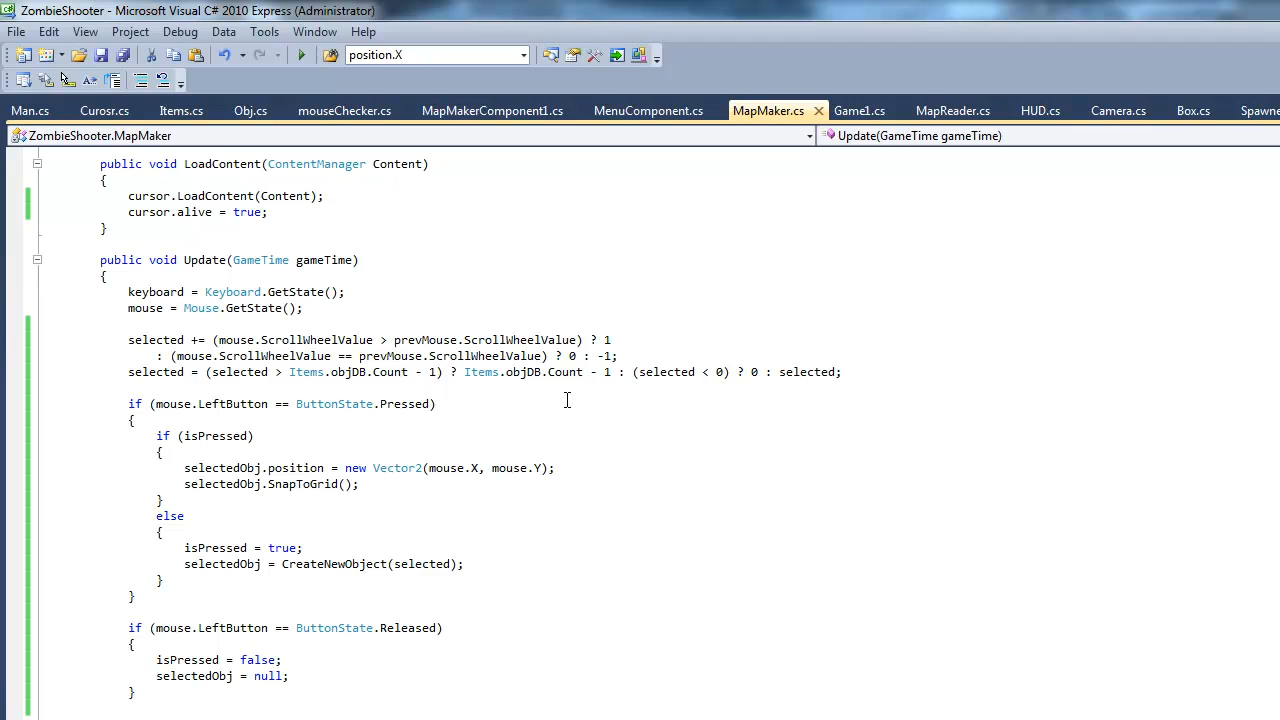 ZombieShooter - Microsoft Visual C# 2010 Express (Administrator)
File Edit View Project Debug Data Tools Window Help
position.X
Man.cs Curosr.cs Items.cs Obj.cs mouseChecker.cs MapMakerComponent1.cs MenuComponent.cs MapMaker.cs Game1.cs MapReader.cs HUD.cs Camera.cs Box.cs Spawne
ZombieShooter.MapMaker Update(GameTime gameTime)
public void LoadContent(ContentManager Content)
{
cursor.LoadContent(Content);
cursor.alive = true;
}
public void Update(GameTime gameTime)
{
keyboard = Keyboard.GetState();
mouse = Mouse.GetState();
selected += (mouse.ScrollWheelValue > prevMouse.ScrollWheelValue) ? 1
: (mouse.ScrollWheelValue == prevMouse.ScrollWheelValue) ? 0 : -1;
selected = (selected > Items.objDB.Count - 1) ? Items.objDB.Count - 1 : (selected < 0) ? 0 : selected;
if (mouse.LeftButton == ButtonState.Pressed)
{
if (isPressed)
{
selectedObj.position = new Vector2(mouse.X, mouse.Y);
selectedObj.SnapToGrid();
}
else
{
isPressed = true;
selectedObj = CreateNewObject(selected);
}
}
if (mouse.LeftButton == ButtonState.Released)
{
isPressed = false;
selectedObj = null;
}